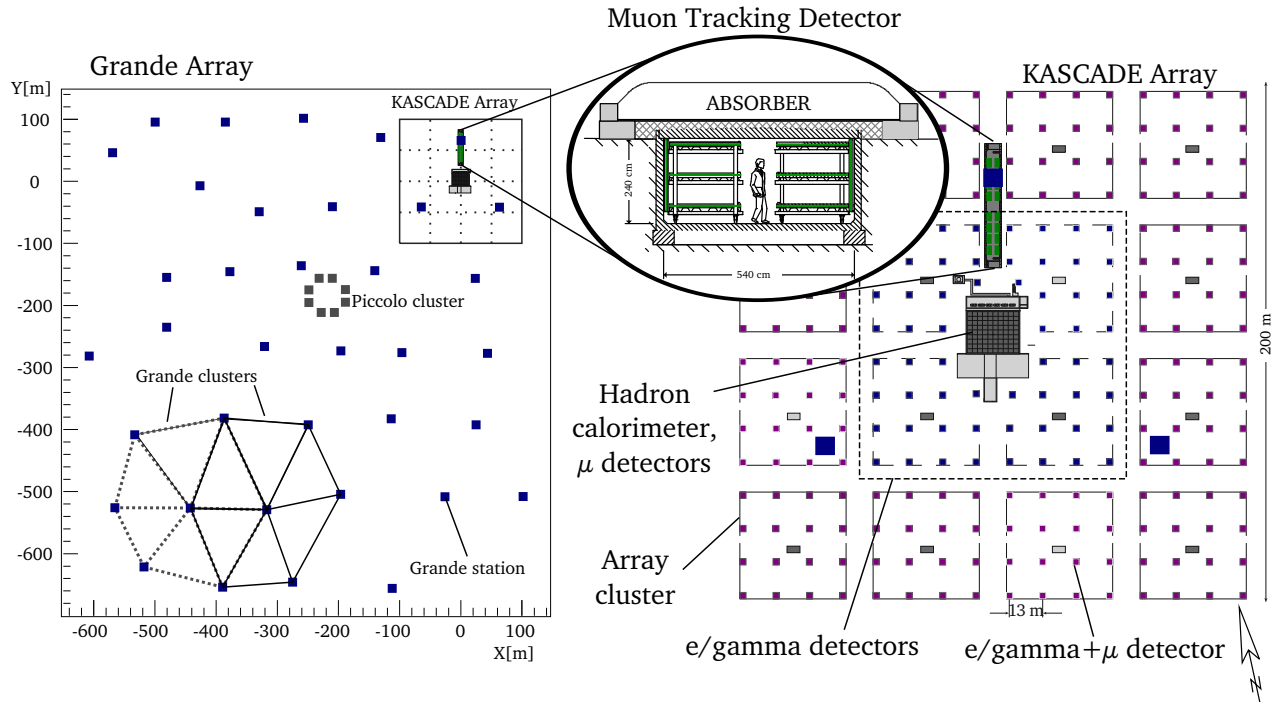 Muon Tracking Detector
Grande Array
KASCADE Array
Y[m]
KASCADE Array
ABSORBER
100
0
-100
-200
-300
-400
-500
-600
240 cm
540 cm
Piccolo cluster
200 m
Grande clusters
Hadron
calorimeter,
μ detectors
Grande station
Array
cluster
13 m
-600
-500
-400
-300
-200
-100
0
100
X[m]
e/gamma detectors
e/gamma+μ detector
N